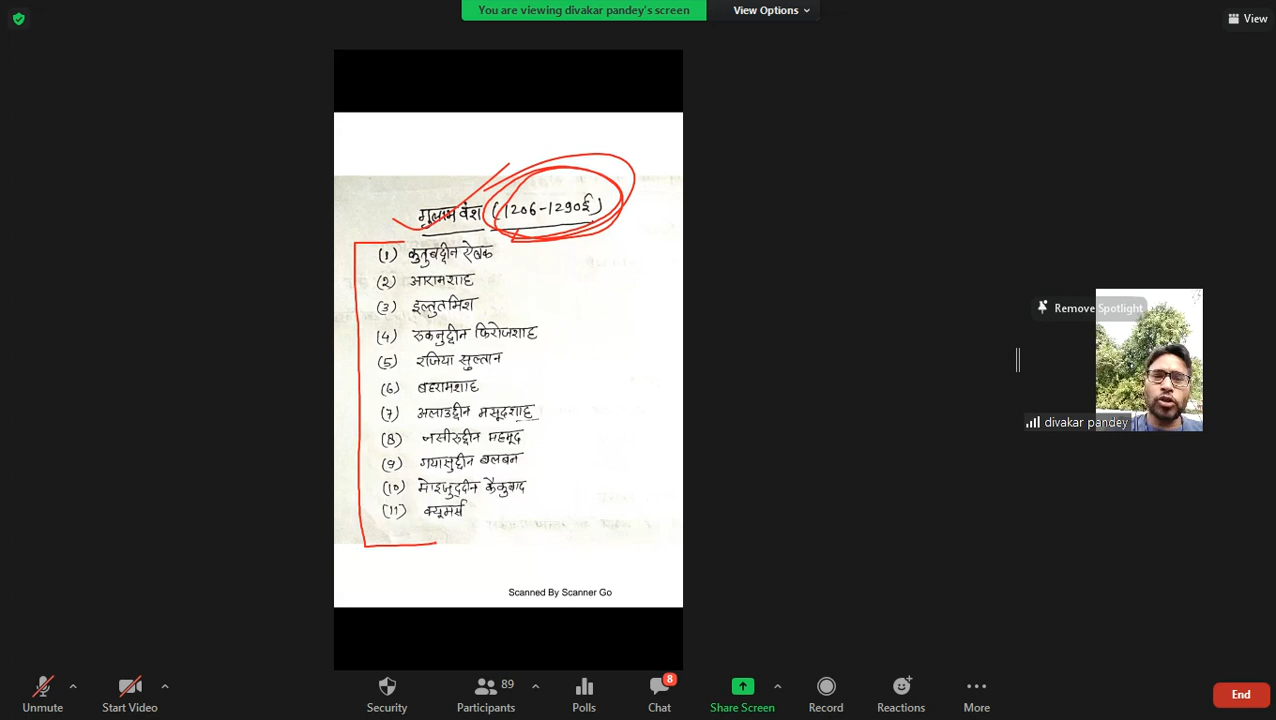 You are viewing divakar pandey's screen
View Options
View
गुलाम वंश (1206-1290ई)
(1) कुतुबद्दीन ऐबक
(2) आरामशाह
(3) इल्तुतमिश
(4) रुकनुद्दीन फिरोजशाह
(5) रजिया सुल्तान
(6) बहरामशाह
(7) अलाउद्दीन मसूदशाह
(8) नसीरुद्दीन महमूद
(9) गयासुद्दीन बलबन
(10) मोइजुद्दीन कैकुबाद
(11) क्यूमर्स
Scanned By Scanner Go
Remove Spotlight
divakar pandey
Unmute
Start Video
Security
89
Participants
Polls
8
Chat
Share Screen
Record
Reactions
More
End